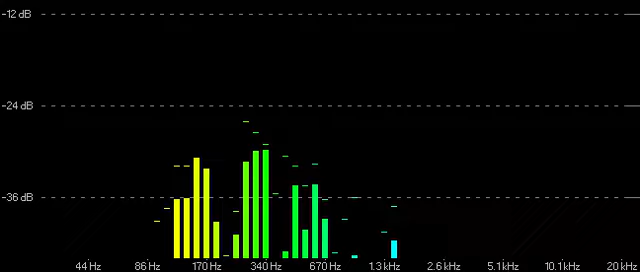 -12 dB
-24 dB
-36 dB
44 Hz 86 Hz 170 Hz 340 Hz 670 Hz 1.3 kHz 2.6 kHz 5.1 kHz 10.1 kHz 20 kHz